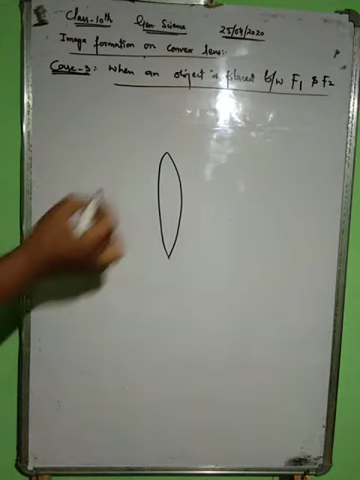 Class-10th Gen Science 25/04/2020
Image formation on convex lens:
Case-3: When an object is placed b/w F1 & F2